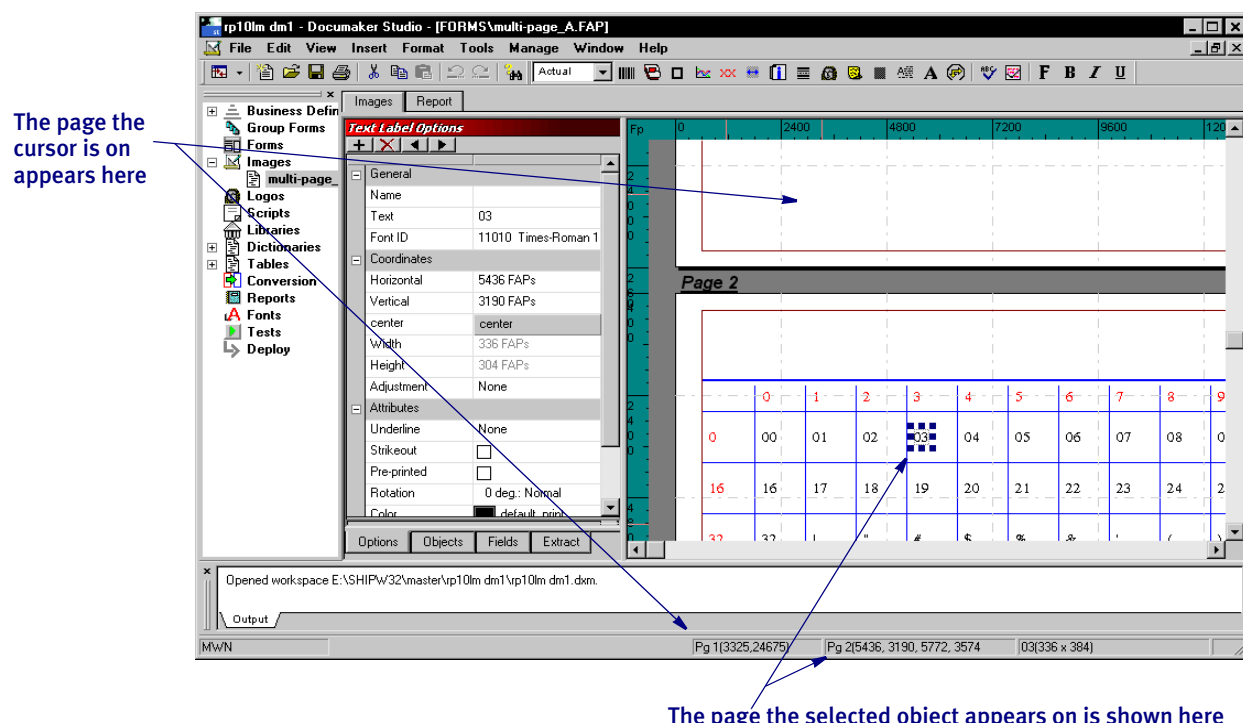 rp10lm dm1 - Documaker Studio - [FORMS\multi-page_A.FAP]
File Edit View Insert Format Tools Manage Window Help
Actual
F B I U
Business Defin
Group Forms
Forms
Images
multi-page_
Logos
Scripts
Libraries
Dictionaries
Tables
Conversion
Reports
Fonts
Tests
Deploy
The page the
cursor is on
appears here
Images Report
Text Label Options
General
Name
Text 03
Font ID 11010 Times-Roman 1
Coordinates
Horizontal 5436 FAPs
Vertical 3190 FAPs
center center
Width 336 FAPs
Height 304 FAPs
Adjustment None
Attributes
Underline None
Strikeout
Pre-printed
Rotation 0 deg.: Normal
Color default_print
Options Objects Fields Extract
Fp 0 2400 4800 7200 9600 120
Page 2
0 1 2 3 4 5 6 7 8 9
0 00 01 02 03 04 05 06 07 08 0
16 16 17 18 19 20 21 22 23 24 2
32 32 ! " # $ % & ' ( )
Opened workspace E:\SHIPW32\master\rp10lm dm1\rp10lm dm1.dxm.
Output
MWN Pg 1(3325,24675) Pg 2(5436, 3190, 5772, 3574 03(336 x 384)
The page the selected object appears on is shown here